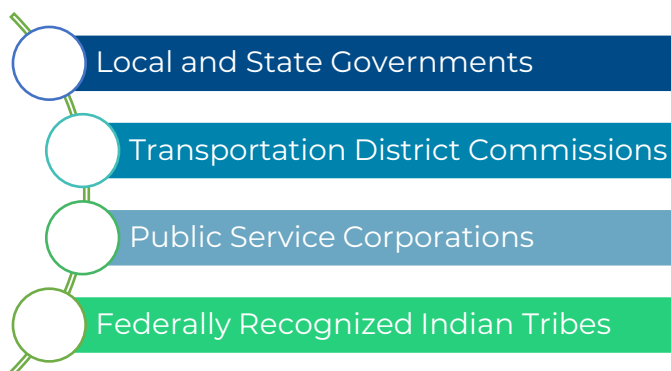 Local and State Governments
Transportation District Commissions
Public Service Corporations
Federally Recognized Indian Tribes